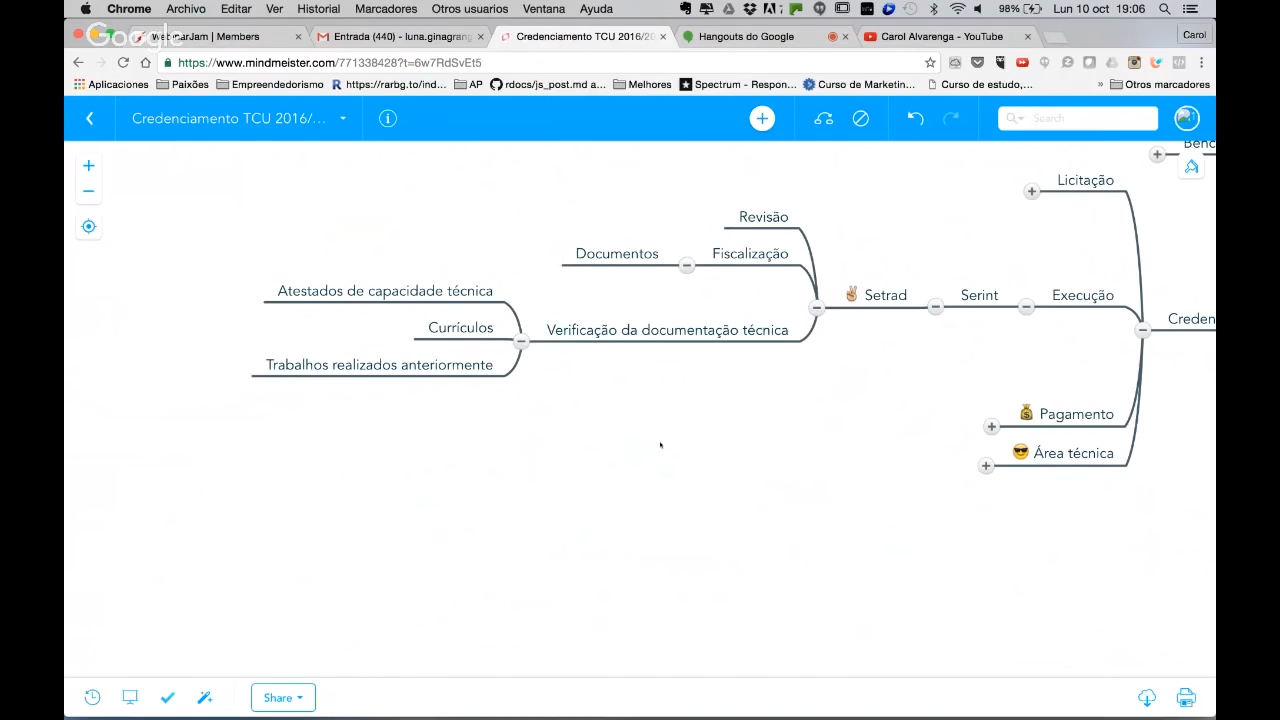 Chrome Archivo Editar Ver Historial Marcadores Otros usuarios Ventana Ayuda 98% Lun 10 oct 19:06
Google
Jam | Members Entrada (440) - luna.ginagran Credenciamento TCU 2016/20 Hangouts do Google Carol Alvarenga - YouTube Carol
https://www.mindmeister.com/771338428?t=6w7RdSvEt5
Aplicaciones Paixões Empreendedorismo https://rarbg.to/ind... AP rdocs/js_post.md a... Melhores Spectrum - Respon... Curso de Marketin... Curso de estudo,... » Otros marcadores
Credenciamento TCU 2016/... Search
Benc
Licitação
Revisão
Documentos Fiscalização
Atestados de capacidade técnica
Setrad Serint Execução
Creden
Currículos
Verificação da documentação técnica
Trabalhos realizados anteriormente
Pagamento
Área técnica
Share